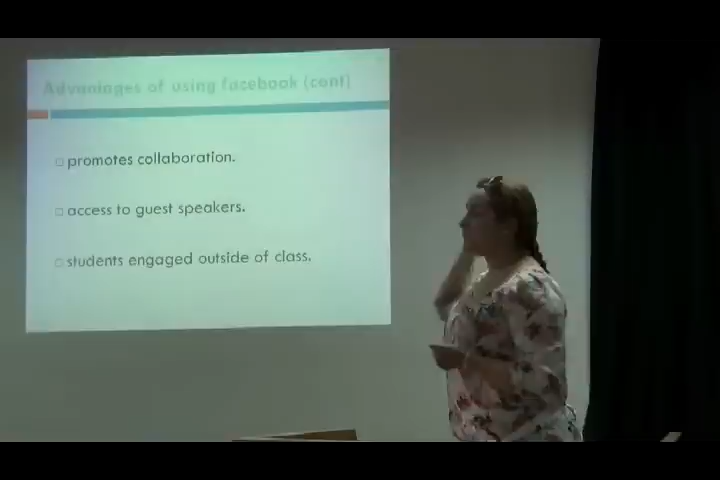 Advantages of using facebook (cont)
promotes collaboration.
access to guest speakers.
students engaged outside of class.